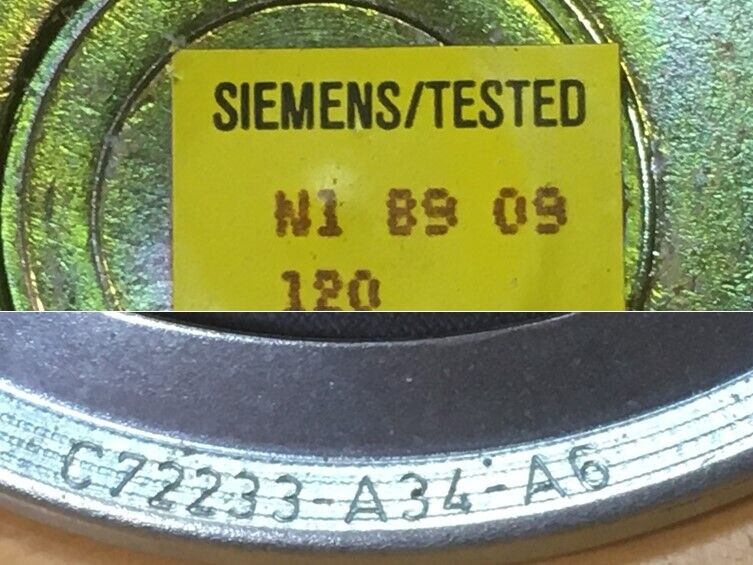 SIEMENS/TESTED
N1 89 09
120
C72233-A34-A6